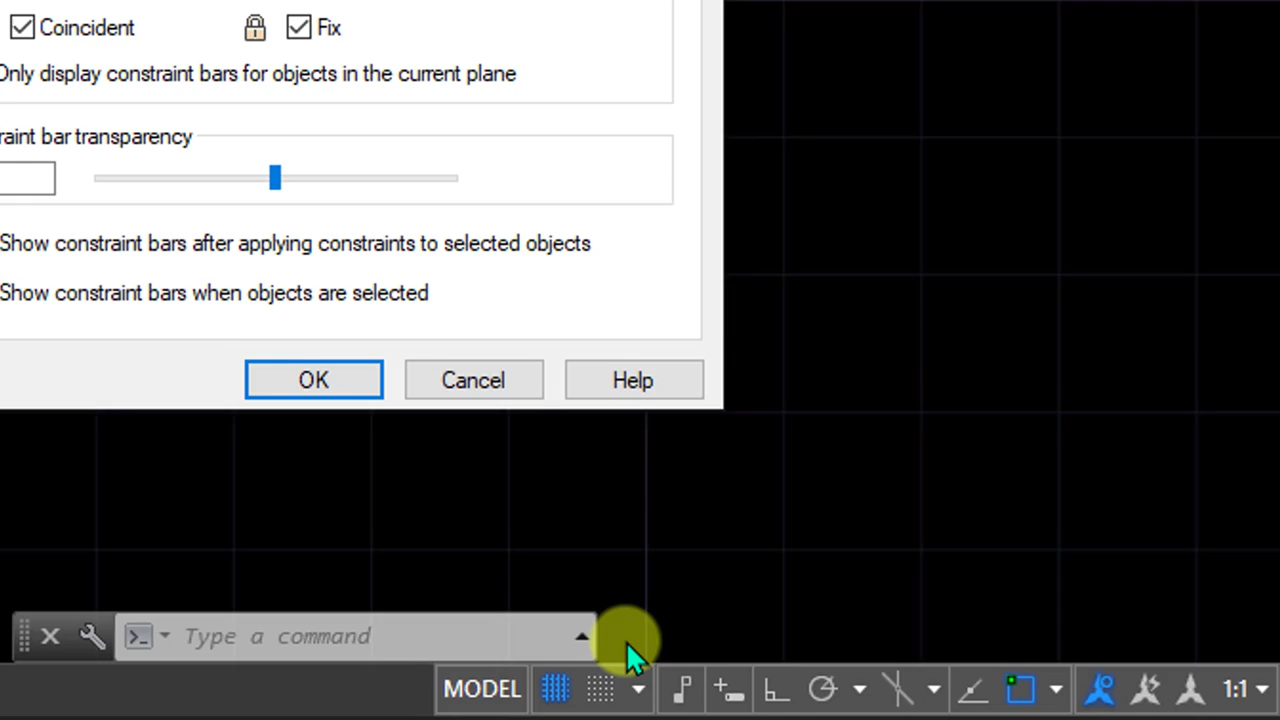 Coincident Fix
Only display constraint bars for objects in the current plane
raint bar transparency
Show constraint bars after applying constraints to selected objects
Show constraint bars when objects are selected
OK Cancel Help
Type a command
MODEL 1:1